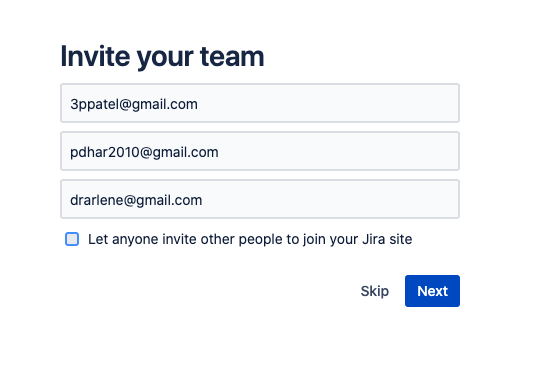 Invite your team
3ppatel@gmail.com
pdhar2010@gmail.com
drarlene@gmail.com
Let anyone invite other people to join your Jira site
Skip
Next